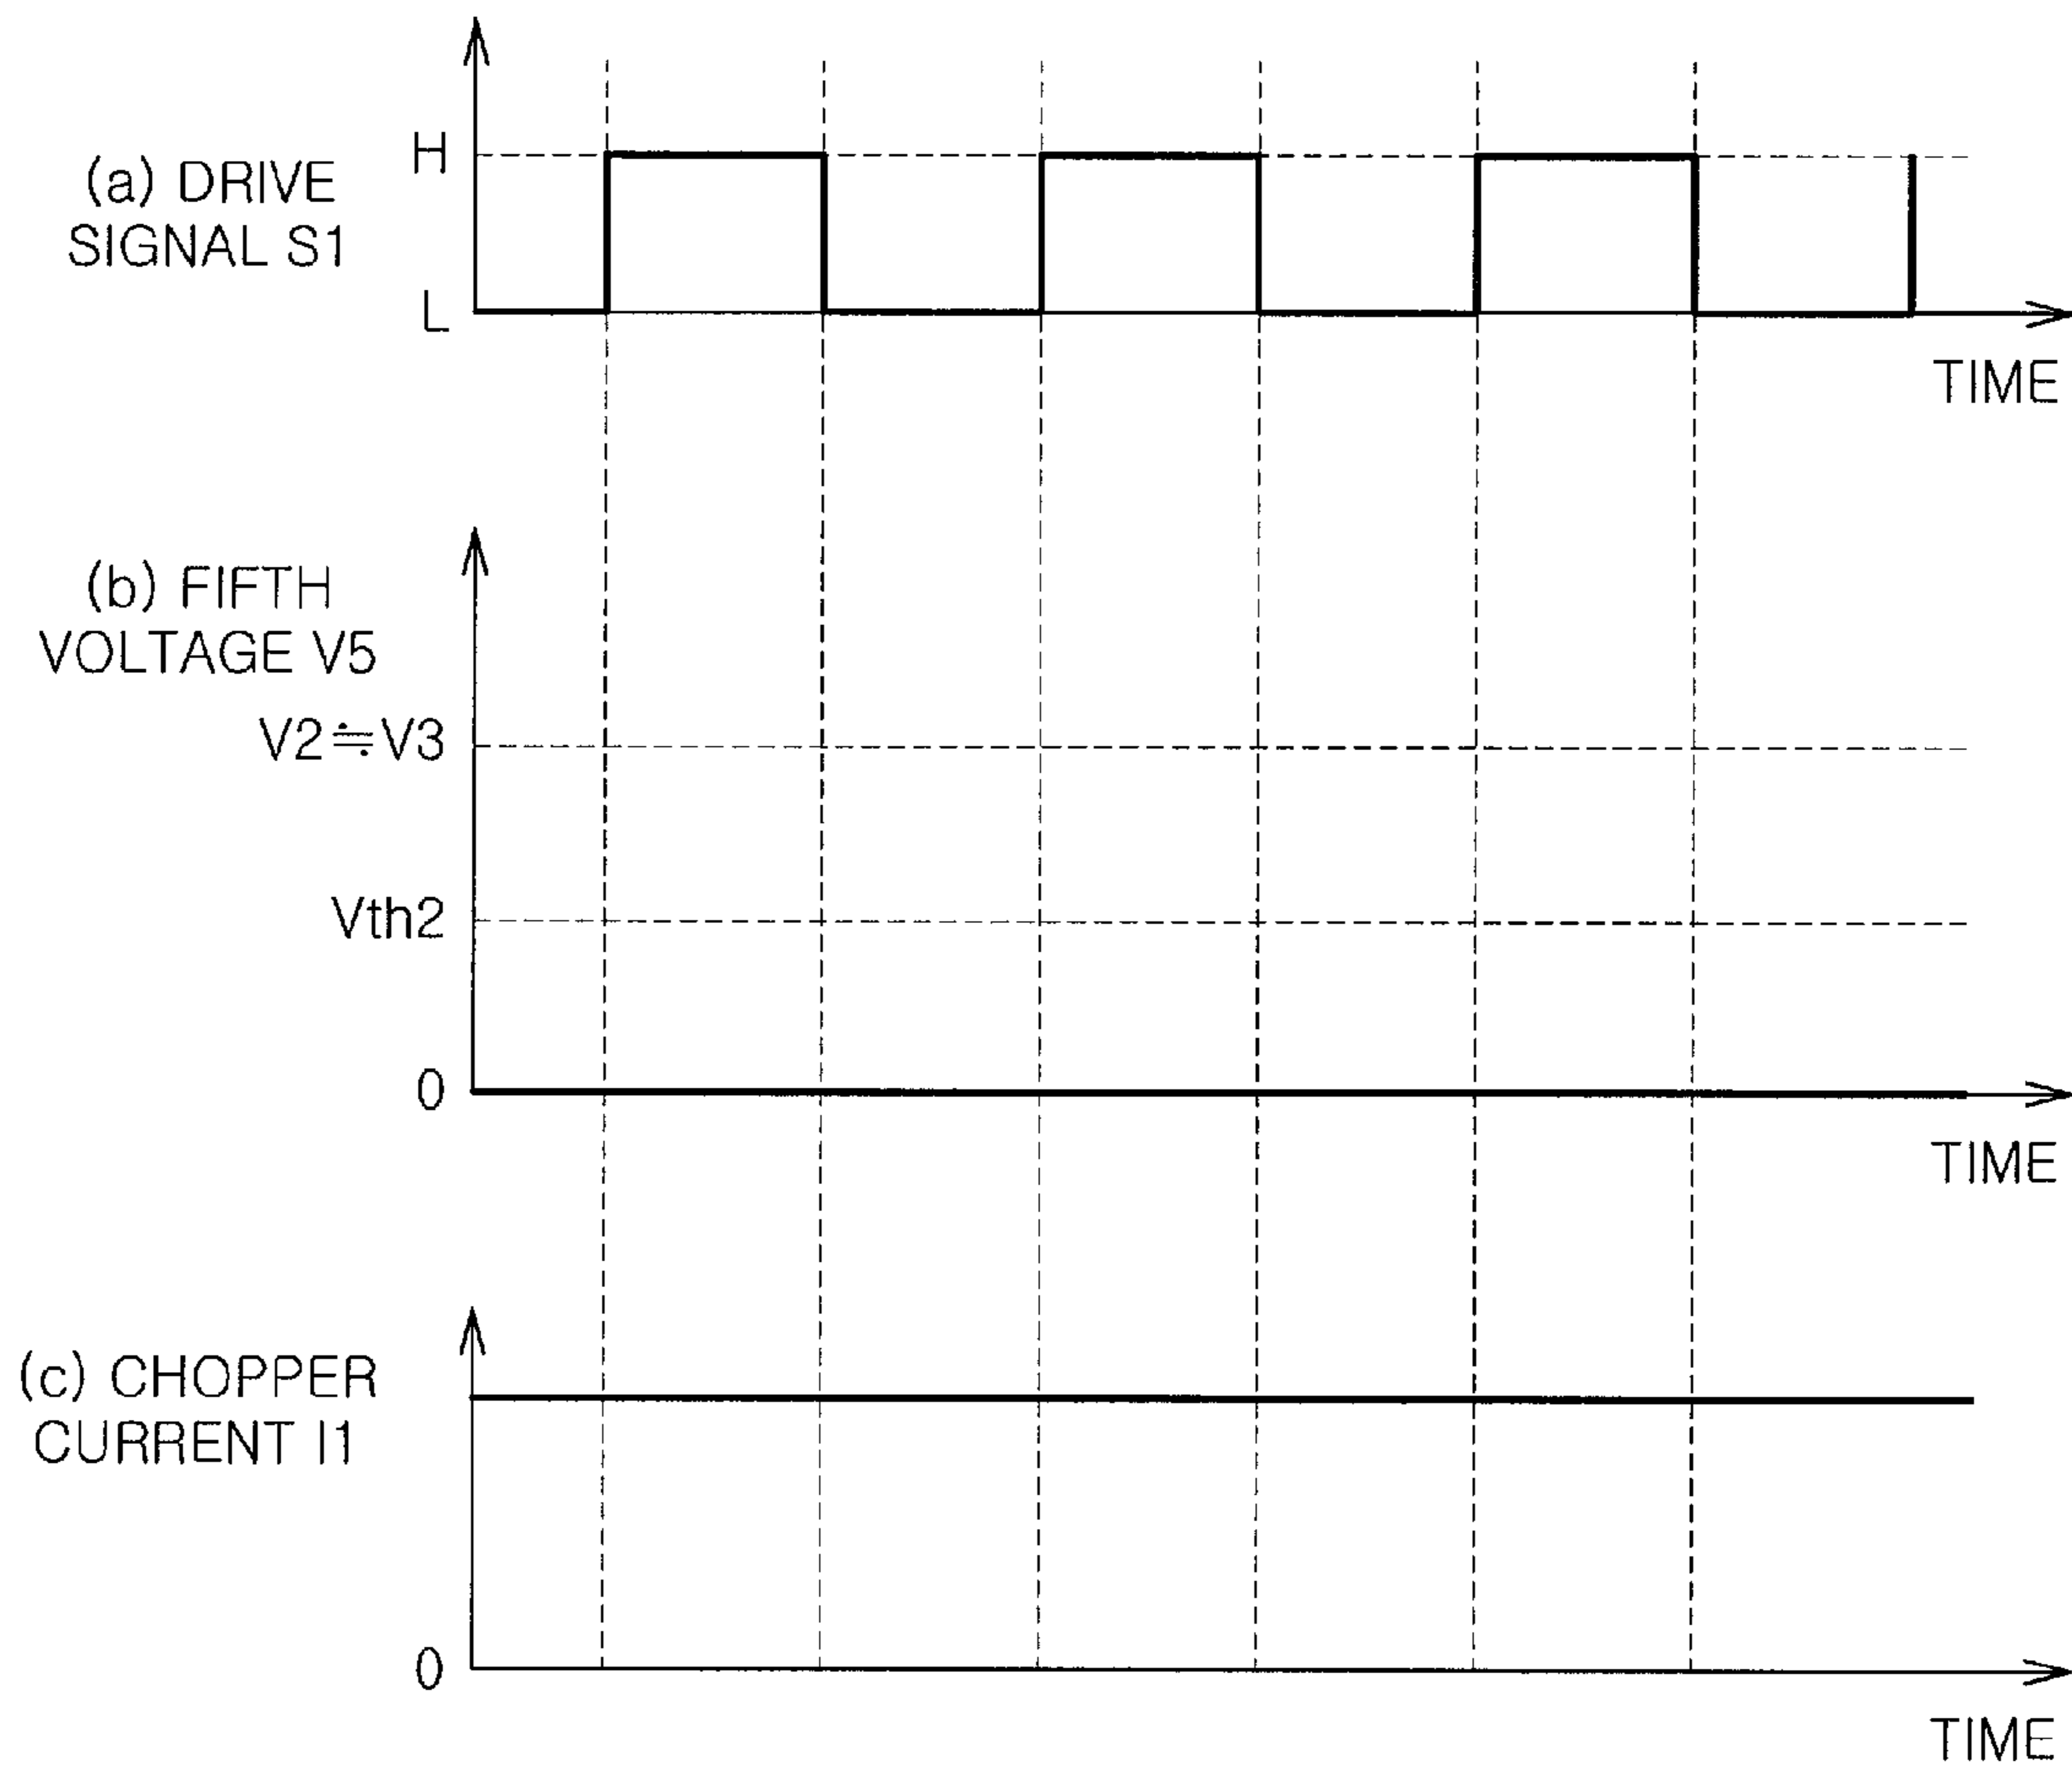 H
(a) DRIVE
SIGNAL S1
L
TIME
(b) FIFTH
VOLTAGE V5
V2≒V3
Vth2
0
TIME
(c) CHOPPER
CURRENT I1
0
TIME